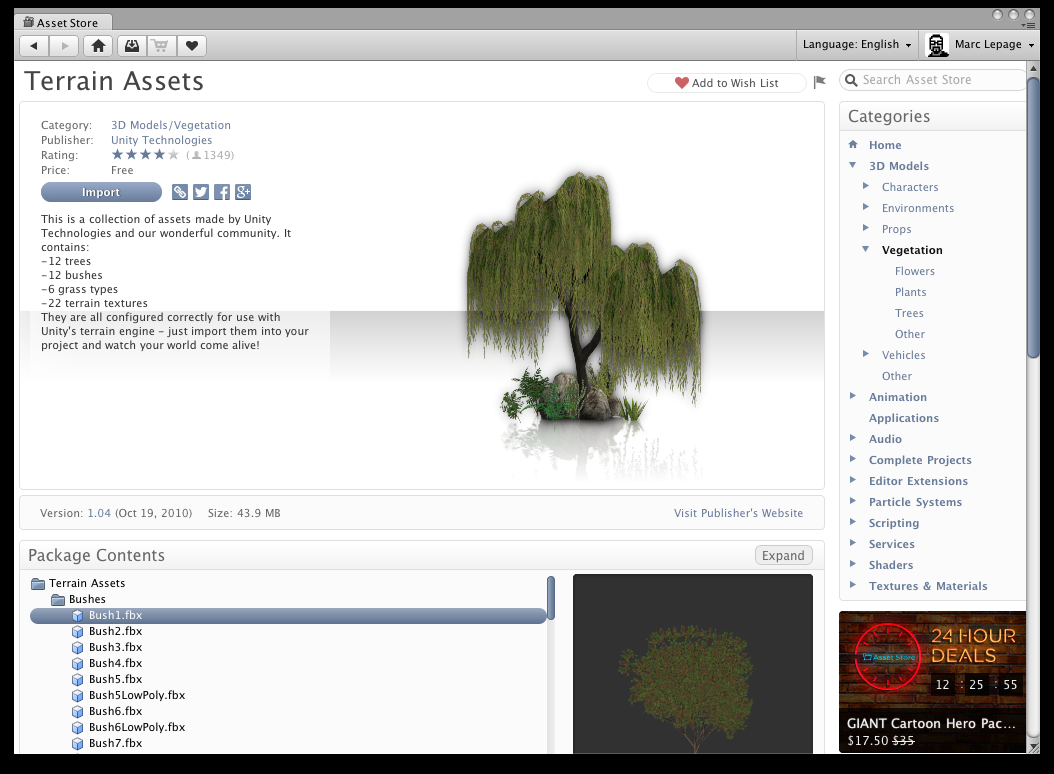 Asset Store
Language: English
Marc Lepage
Terrain Assets
Add to Wish List
Search Asset Store
Category: 3D Models/Vegetation
Publisher: Unity Technologies
Rating: (1349)
Price: Free
Import
This is a collection of assets made by Unity
Technologies and our wonderful community. It
contains:
-12 trees
-12 bushes
-6 grass types
-22 terrain textures
They are all configured correctly for use with
Unity's terrain engine - just import them into your
project and watch your world come alive!
Version: 1.04 (Oct 19, 2010) Size: 43.9 MB
Visit Publisher's Website
Package Contents
Expand
Terrain Assets
Bushes
Bush1.fbx
Bush2.fbx
Bush3.fbx
Bush4.fbx
Bush5.fbx
Bush5LowPoly.fbx
Bush6.fbx
Bush6LowPoly.fbx
Bush7.fbx
Categories
Home
3D Models
Characters
Environments
Props
Vegetation
Flowers
Plants
Trees
Other
Vehicles
Other
Animation
Applications
Audio
Complete Projects
Editor Extensions
Particle Systems
Scripting
Services
Shaders
Textures & Materials
Asset Store
24 HOUR
DEALS
12 : 25 : 55
GIANT Cartoon Hero Pac...
$17.50 $35